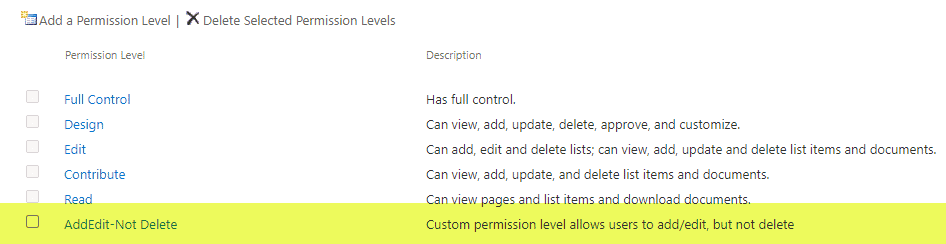 Add a Permission Level | Delete Selected Permission Levels
Permission Level Description
Full Control Has full control.
Design Can view, add, update, delete, approve, and customize.
Edit Can add, edit and delete lists; can view, add, update and delete list items and documents.
Contribute Can view, add, update, and delete list items and documents.
Read Can view pages and list items and download documents.
AddEdit-Not Delete Custom permission level allows users to add/edit, but not delete